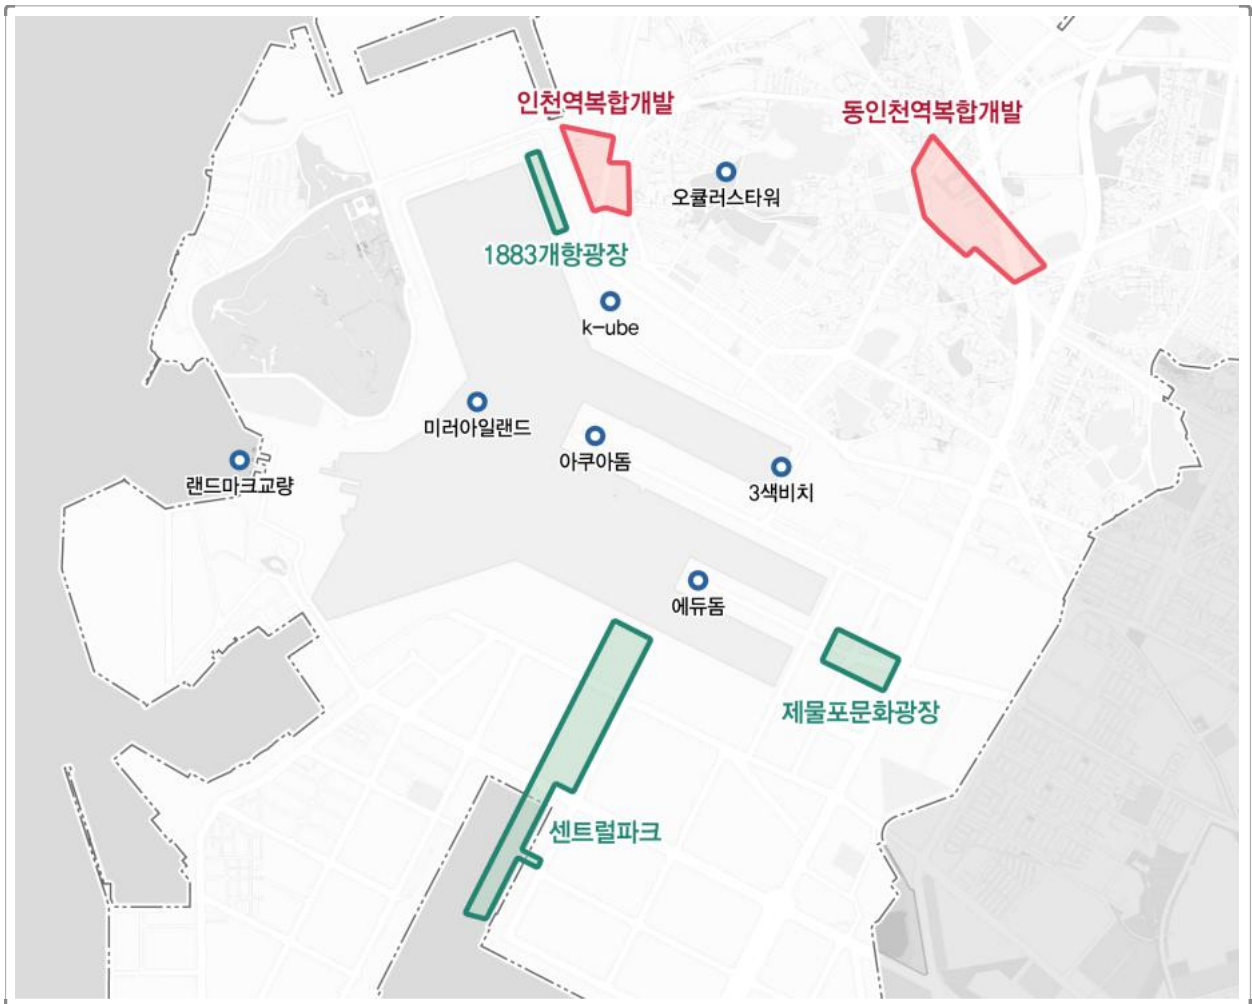 인천역복합개발
동인천역복합개발
오큘러스타워
1883개항광장
k-ube
미러아일랜드
아쿠아돔
랜드마크교량
3색비치
에듀돔
제물포문화광장
센트럴파크